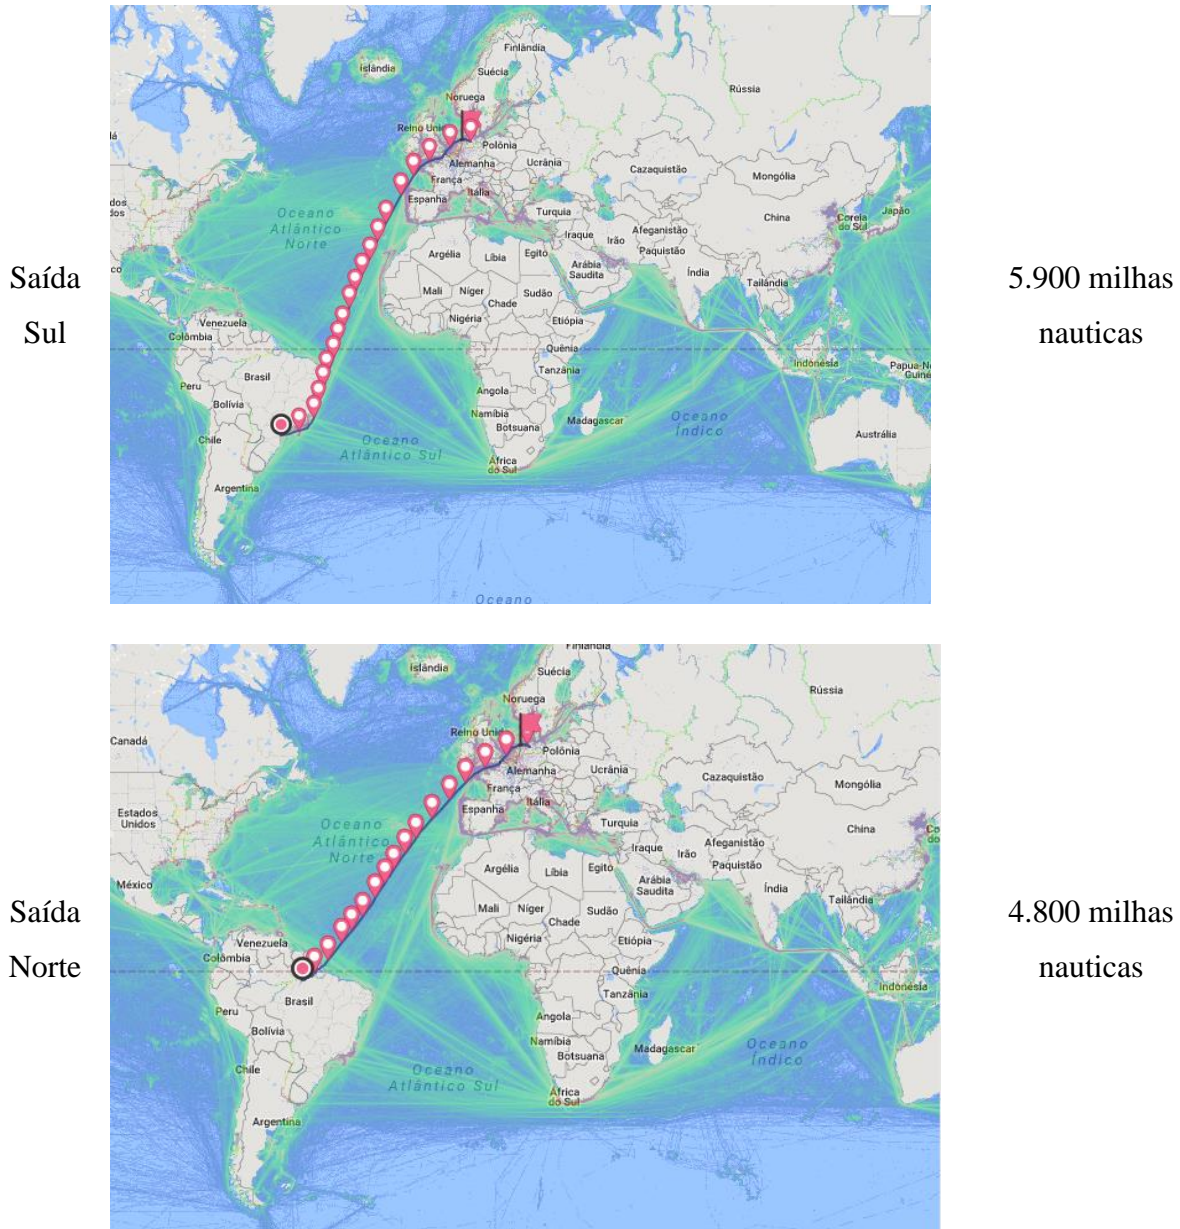 Islândia
Finlândia
Suécia
Noruega
Rússia
Reino Unid
Polônia
Alemanha
Ucrânia
Cazaquistão
Mongólia
França
Itália
Espanha
Turquia
China
Coreia
do Sul
Japão
Oceano
Atlântico
Norte
Iraque
Irã
Afeganistão
Paquistão
Argélia
Líbia
Egito
Arábia
Saudita
Índia
Tailândia
Saída
Sul
5.900 milhas
nauticas
Mali
Níger
Chade
Sudão
Nigéria
Etiópia
Venezuela
Colômbia
Quênia
Tanzânia
Indonésia
Papua-N
Guiné
Brasil
Peru
Bolívia
Angola
Namíbia
Botsuana
Madagascar
Oceano
Índico
Chile
Oceano
Atlântico Sul
África
do Sul
Austrália
Argentina
Oceano
Finlândia
Islândia
Suécia
Noruega
Rússia
Canadá
Reino Unid
Polônia
Alemanha
Ucrânia
Cazaquistão
Mongólia
França
Itália
Espanha
Estados
Unidos
Turquia
China
Oceano
Atlântico
Norte
Iraque
Irão
Afeganistão
Paquistão
México
Argélia
Líbia
Egito
Arábia
Saudita
Índia
Tailândia
Saída
Norte
4.800 milhas
nauticas
Mali
Níger
Chade
Sudão
Nigéria
Etiópia
Venezuela
Colômbia
Quênia
Tanzânia
Indonésia
Brasil
Peru
Bolívia
Angola
Namíbia
Botsuana
Madagascar
Oceano
Índico
Chile
Oceano
Atlântico Sul
África
do Sul
Argentina